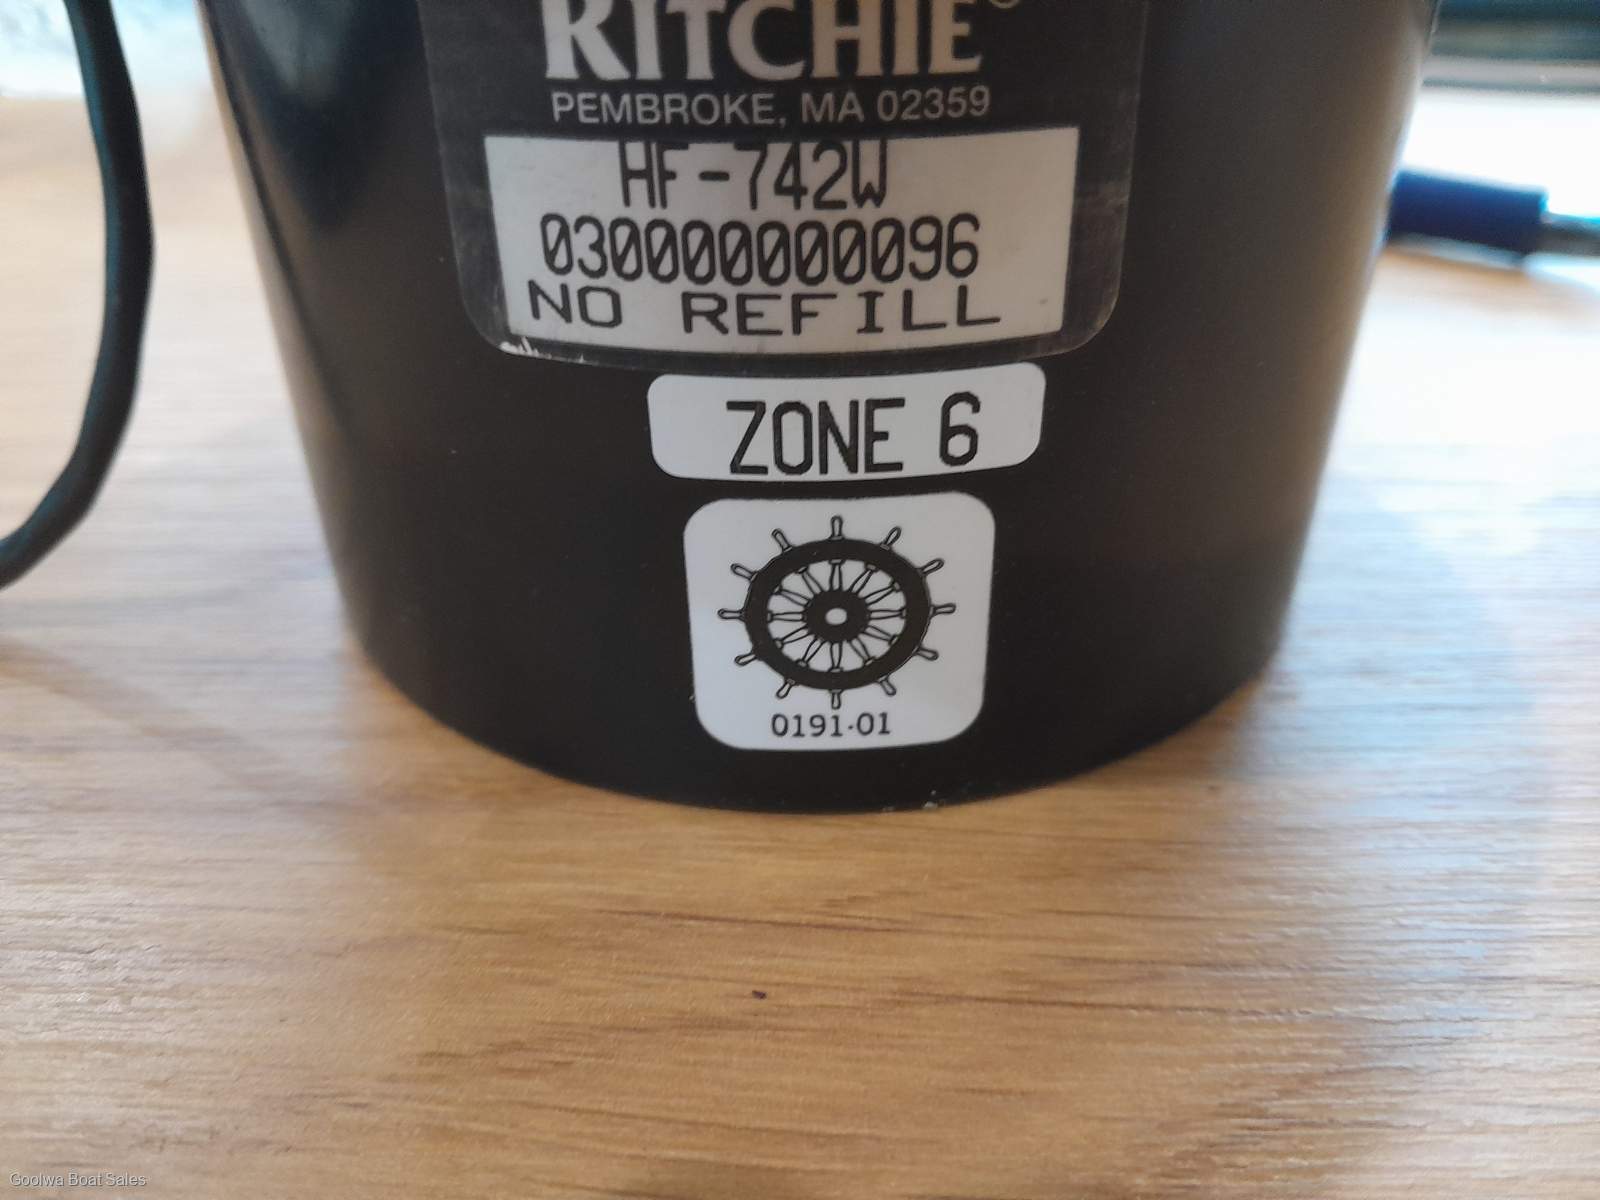 RITCHIE®
PEMBROKE, MA 02359
HF-742W
030000000096
NO REFILL
ZONE 6
0191·01
Goolwa Boat Sales